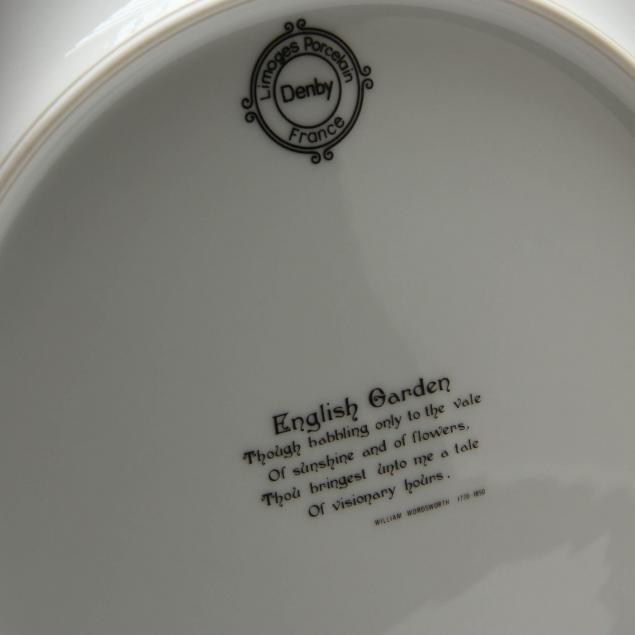 Limoges Porcelain
Denby
France
English Garden
Though babbling only to the vale
Of sunshine and of flowers,
Thou bringest unto me a tale
Of visionary hours.
WILLIAM WORDSWORTH 1770-1850